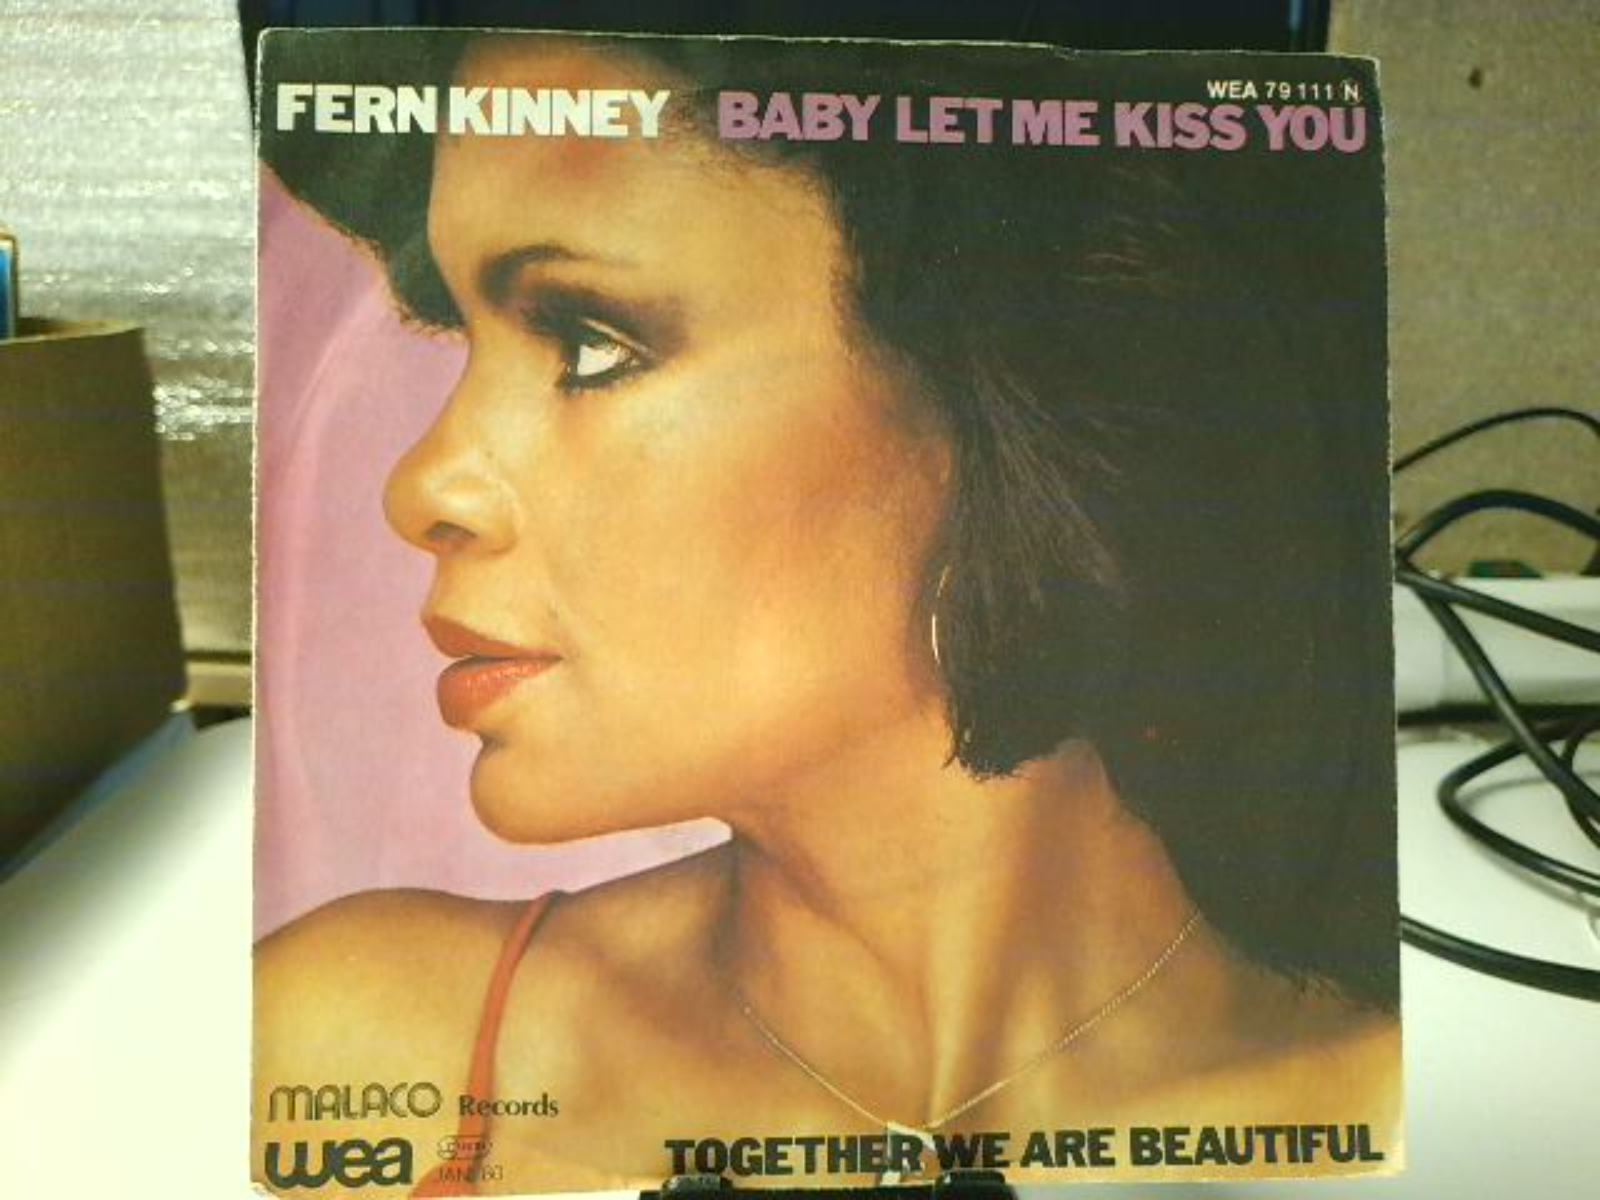 FERN KINNEY BABY LET ME KISS YOU
WEA 79 111 N
MALACO Records
wea
TOGETHER WE ARE BEAUTIFUL